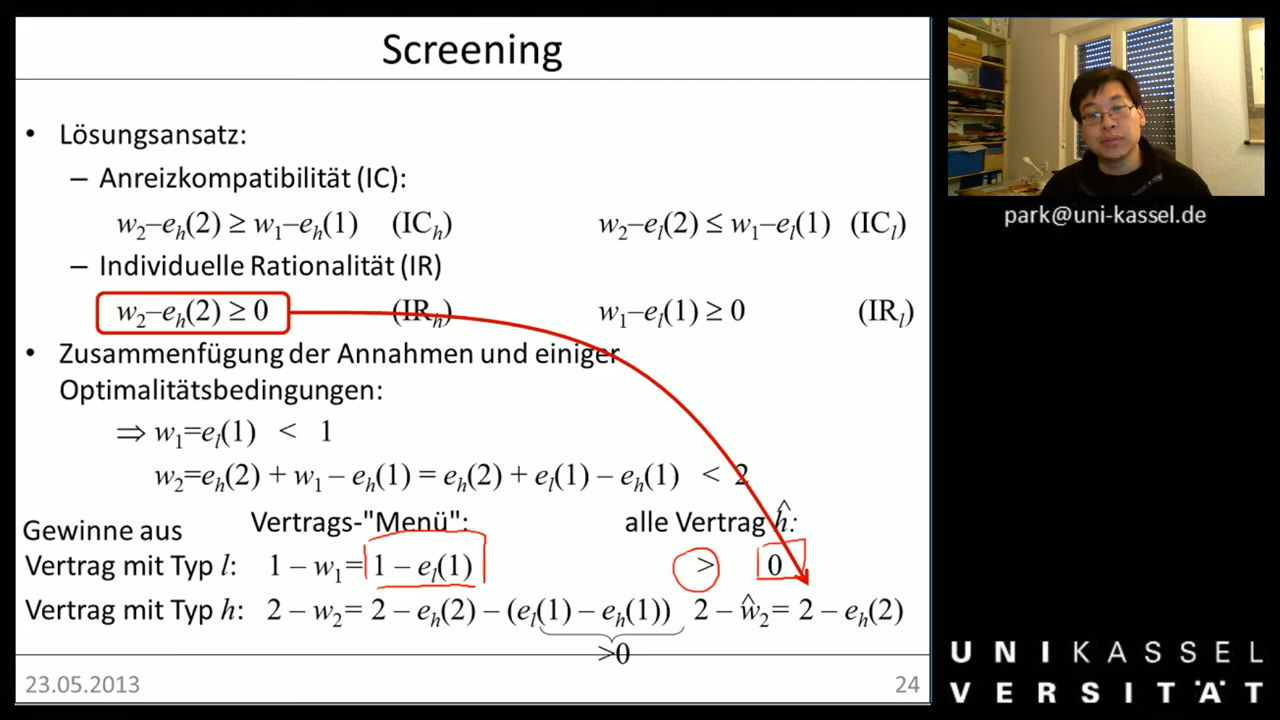 Screening
• Lösungsansatz:
– Anreizkompatibilität (IC):
w₂–eₕ(2) ≥ w₁–eₕ(1) (ICₕ) w₂–eₗ(2) ≤ w₁–eₗ(1) (ICₗ)
– Individuelle Rationalität (IR)
w₂–eₕ(2) ≥ 0 (IRₕ) w₁–eₗ(1) ≥ 0 (IRₗ)
• Zusammenfügung der Annahmen und einiger
Optimalitätsbedingungen:
⇒ w₁=eₗ(1) < 1
w₂=eₕ(2) + w₁ – eₕ(1) = eₕ(2) + eₗ(1) – eₕ(1) < 2
Gewinne aus Vertrags-"Menü": alle Vertrag ĥ:
Vertrag mit Typ l: 1 – w₁= 1 – eₗ(1) > 0
Vertrag mit Typ h: 2 – w₂= 2 – eₕ(2) – (eₗ(1) – eₕ(1)) 2 – ŵ₂= 2 – eₕ(2)
>0
23.05.2013 24
park@uni-kassel.de
UNIKASSEL
VERSITÄT